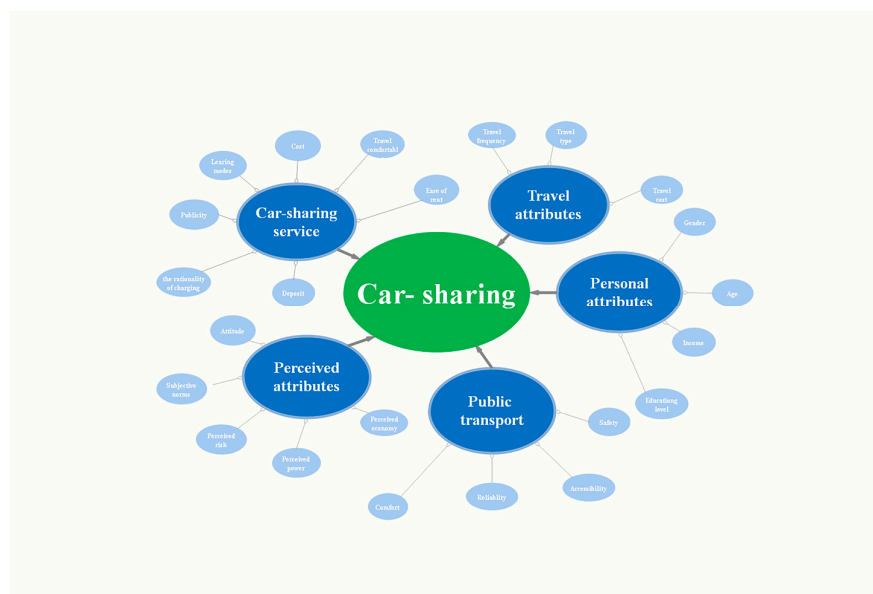 Car- sharing
Car-sharing
service
Cost
Travel
comfortabl
Ease of
rent
Leasing
modes
Publicity
the rationality
of charging
Deposit
Travel
attributes
Travel
frequency
Travel
type
Travel
cost
Personal
attributes
Gender
Age
Income
level
Public
transport
Safety
Accessibility
Reliability
Comfort
Perceived
attributes
Attitude
Subjective
norms
Perceived
risk
Perceived
power
Perceived
economy